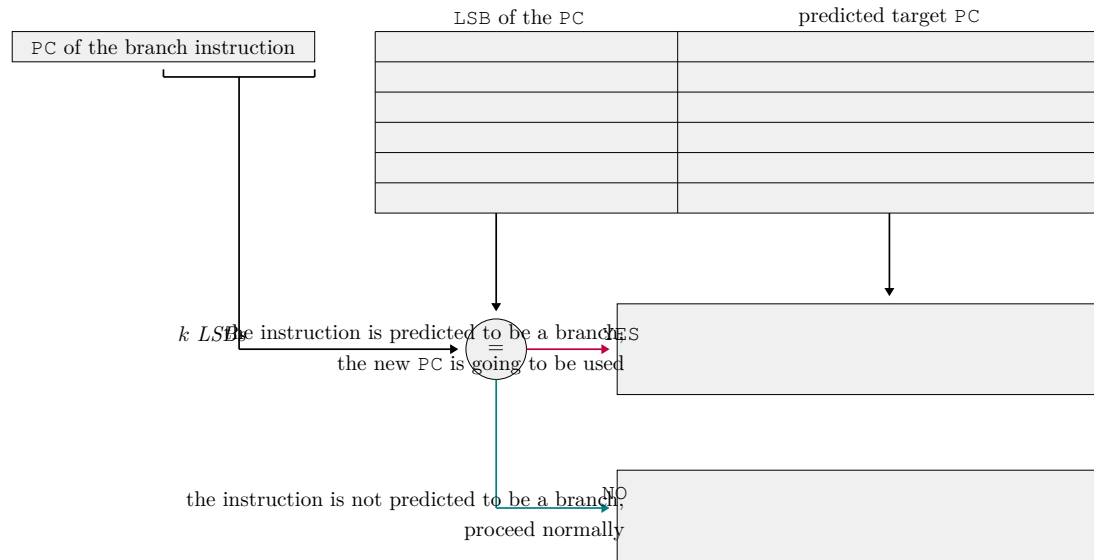 LSB of the PC
predicted target PC
PC of the branch instruction
k LSBs
the instruction is predicted to be a branch,
YES
=
the new PC is going to be used
NO
the instruction is not predicted to be a branch,
proceed normally